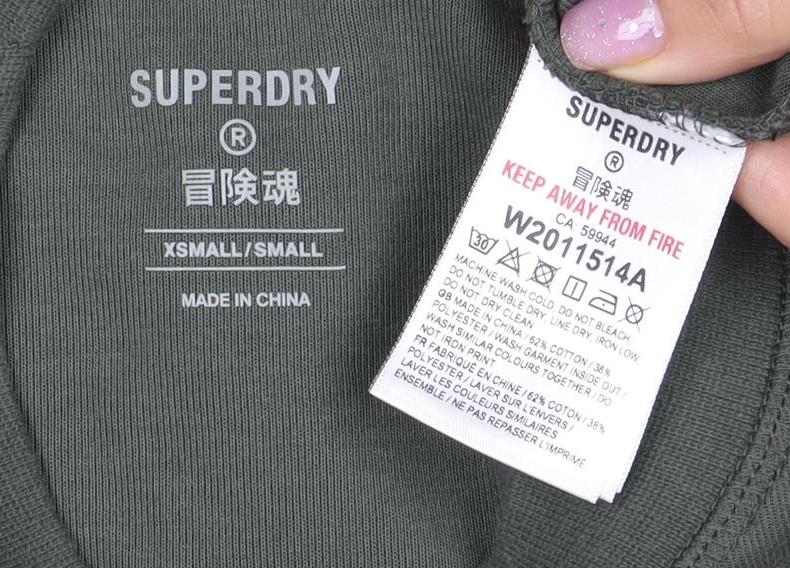 SUPERDRY
®
冒険魂
XSMALL/SMALL
MADE IN CHINA
SUPERDRY
®
冒険魂
KEEP AWAY FROM FIRE
CA: 59944
W2011514A
30
MACHINE WASH COLD, DO NOT BLEACH,
DO NOT TUMBLE DRY, LINE DRY, IRON LOW,
DO NOT DRY CLEAN
GB MADE IN CHINA / 62% COTTON / 38%
POLYESTER / WASH GARMENT INSIDE OUT /
WASH SIMILAR COLOURS TOGETHER / DO
NOT IRON PRINT
FR FABRIQUÉ EN CHINE / 62% COTON / 38%
POLYESTER / LAVER SUR L'ENVERS /
LAVER LES COULEURS SIMILAIRES
ENSEMBLE / NE PAS REPASSER L'IMPRIMÉ